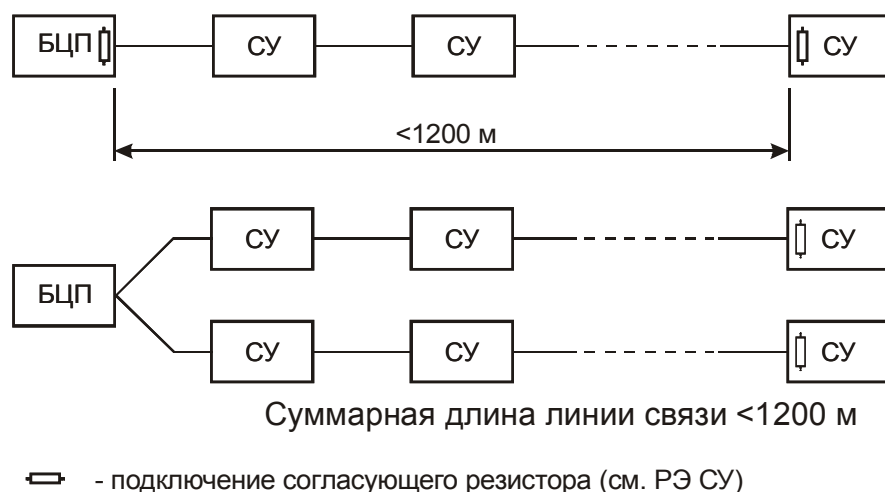 БЦП СУ СУ СУ
<1200 м
СУ СУ СУ
БЦП
СУ СУ СУ
Суммарная длина линии связи <1200 м
- подключение согласующего резистора (см. РЭ СУ)